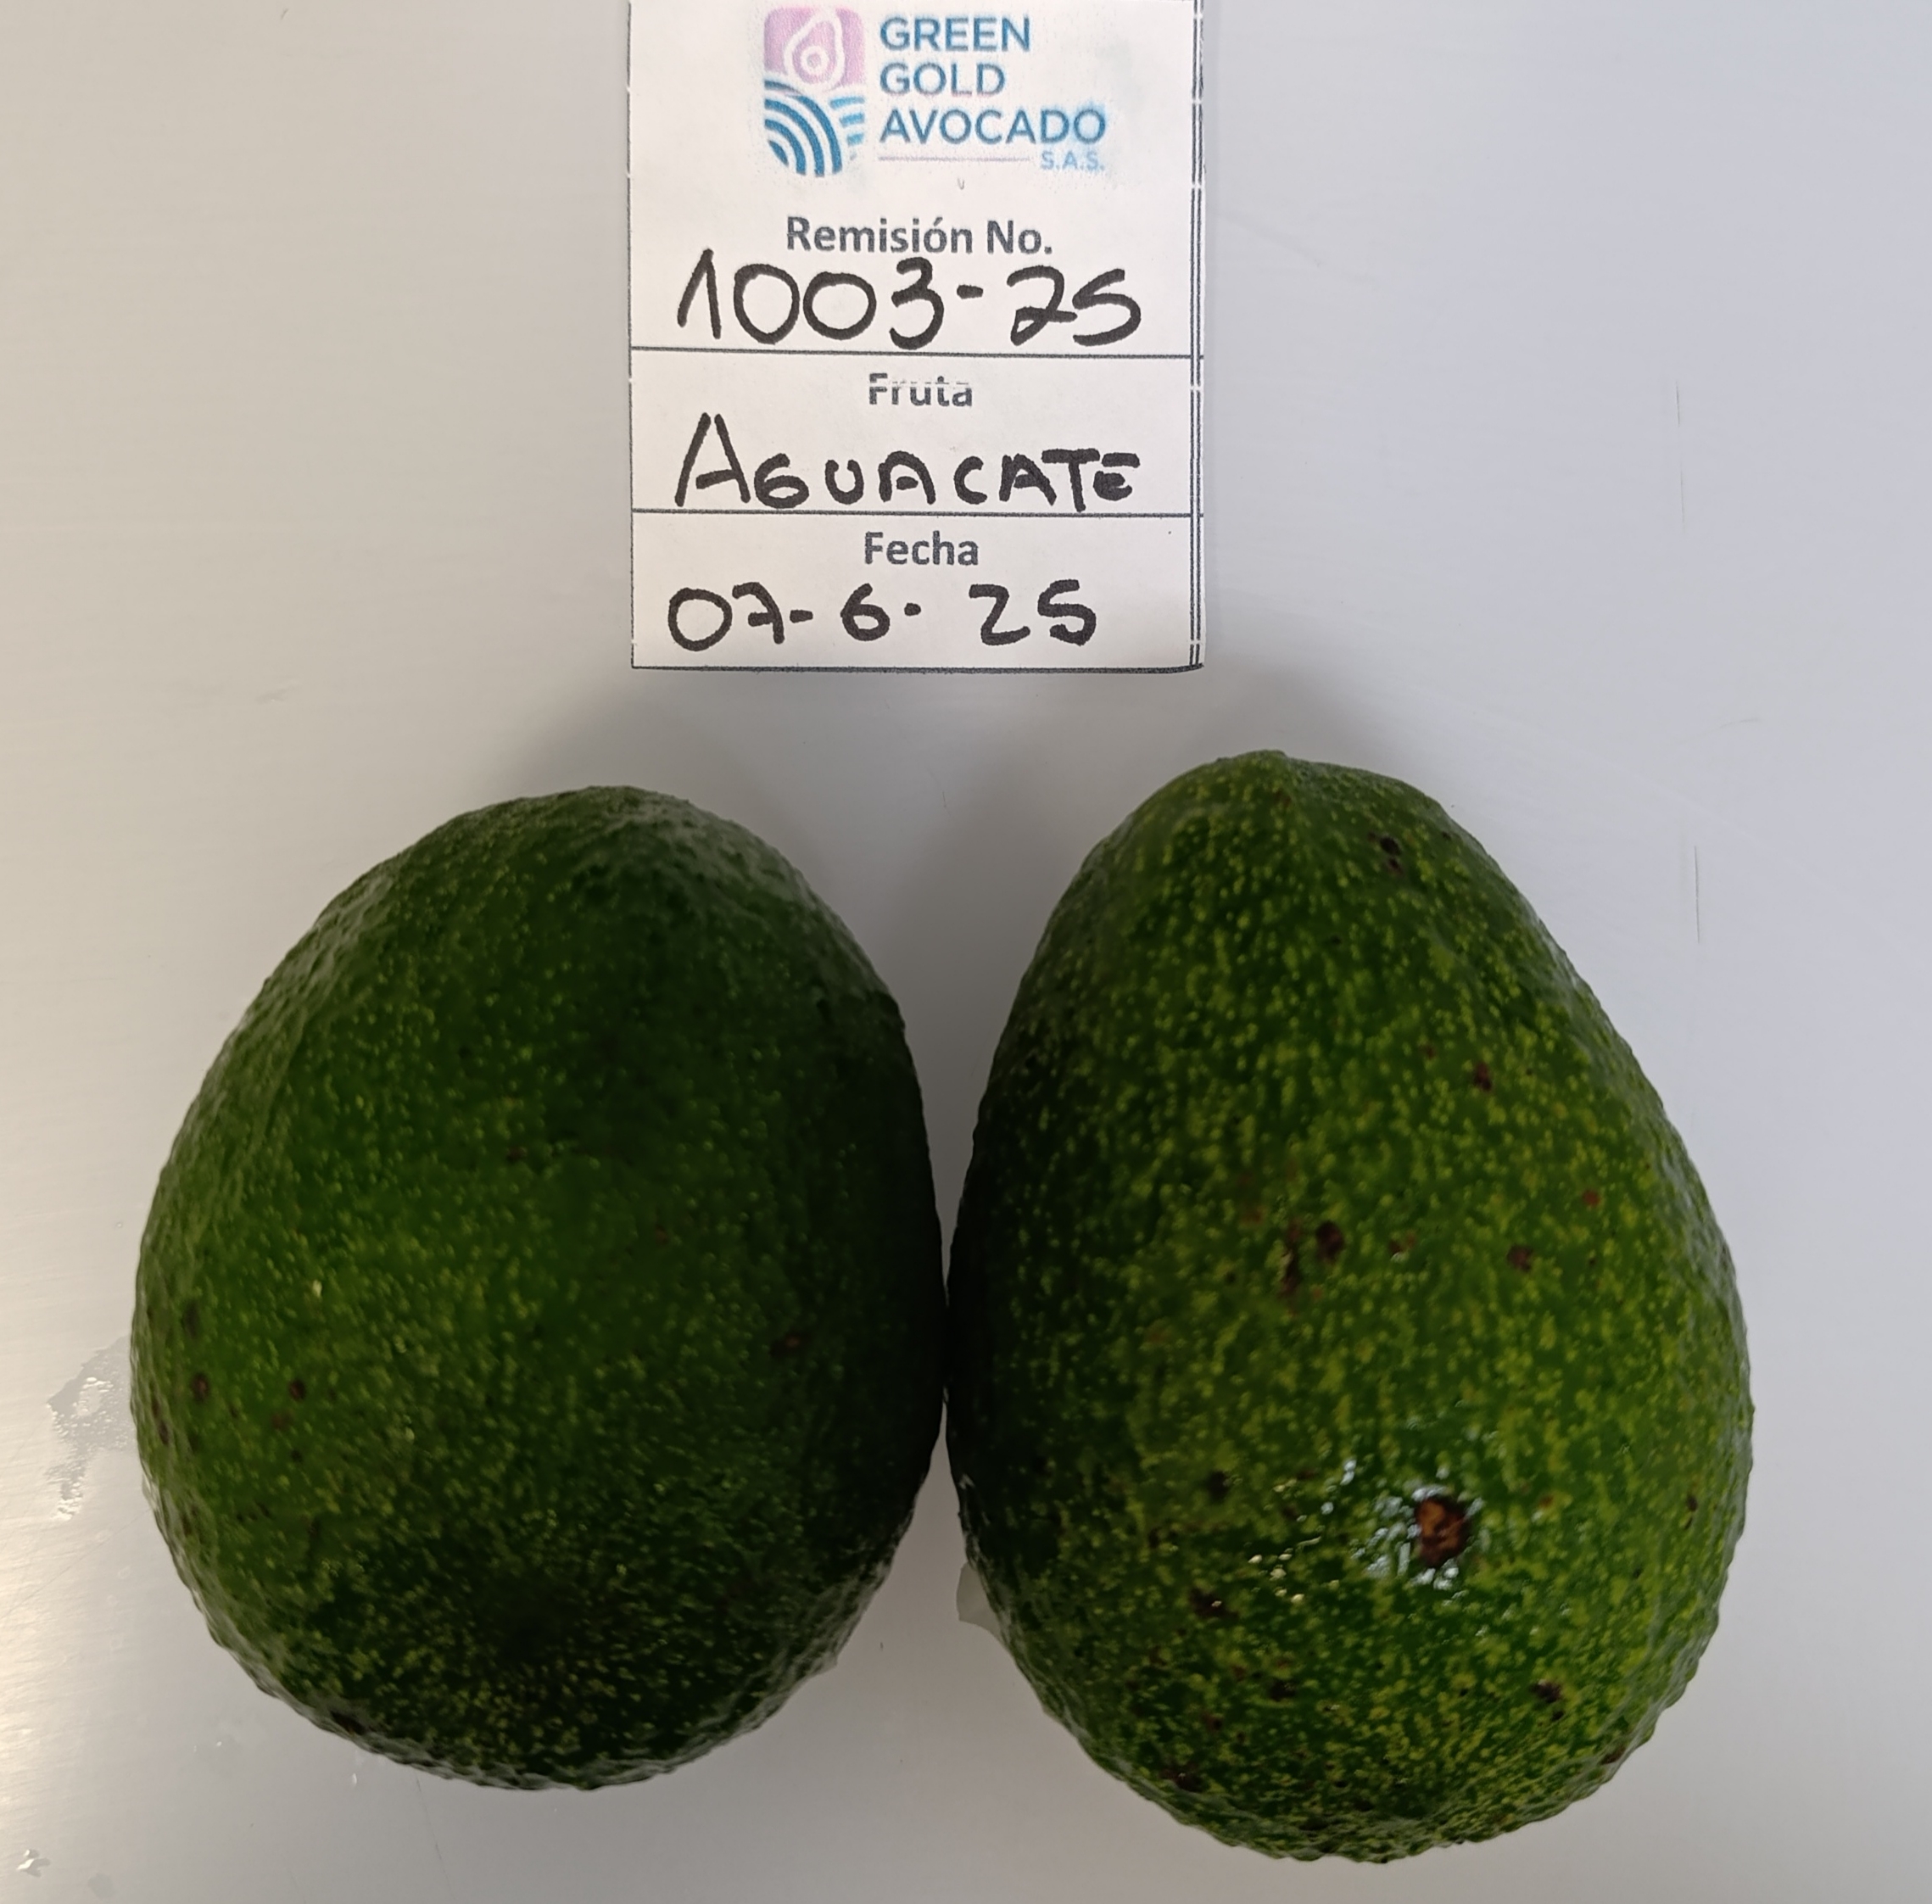 GREEN
GOLD
AVOCADO
S.A.S.
Remisión No.
1003-25
Fruta
AGUACATE
Fecha
07-6-25